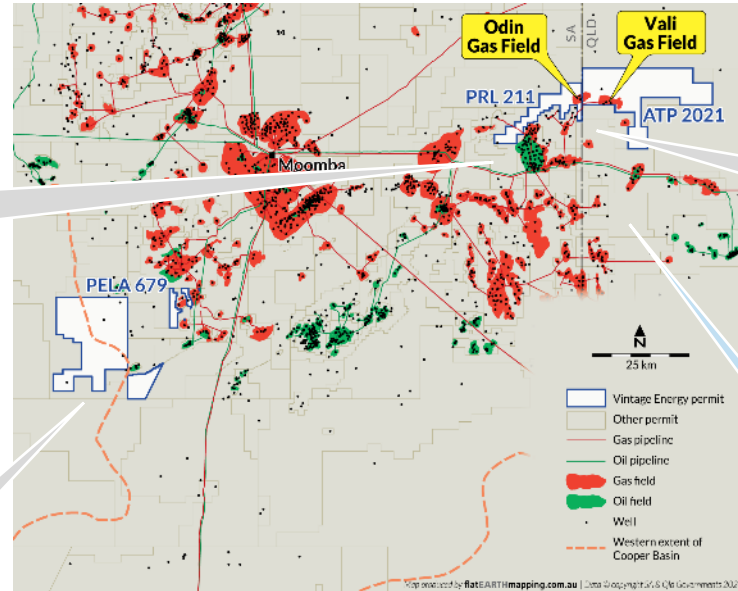 Odin
Gas Field
SA
QLD
Vali
Gas Field
PRL 211
ATP 2021
Moomba
PELA 679
N
25 km
Vintage Energy permit
Other permit
Gas pipeline
Oil pipeline
Gas field
Oil field
Well
Western extent of
Cooper Basin
Map produced by flatEARTHmapping.com.au | Data © copyright SA & Qld Governments